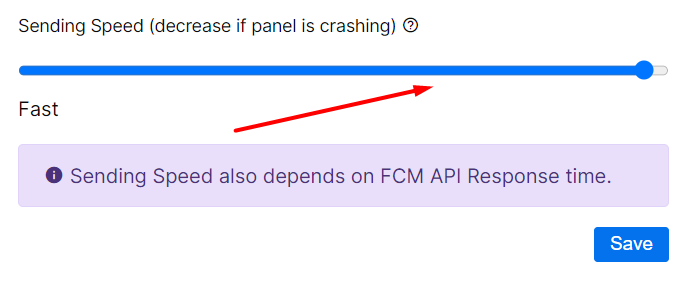 Sending Speed (decrease if panel is crashing)
Fast
Sending Speed also depends on FCM API Response time.
Save